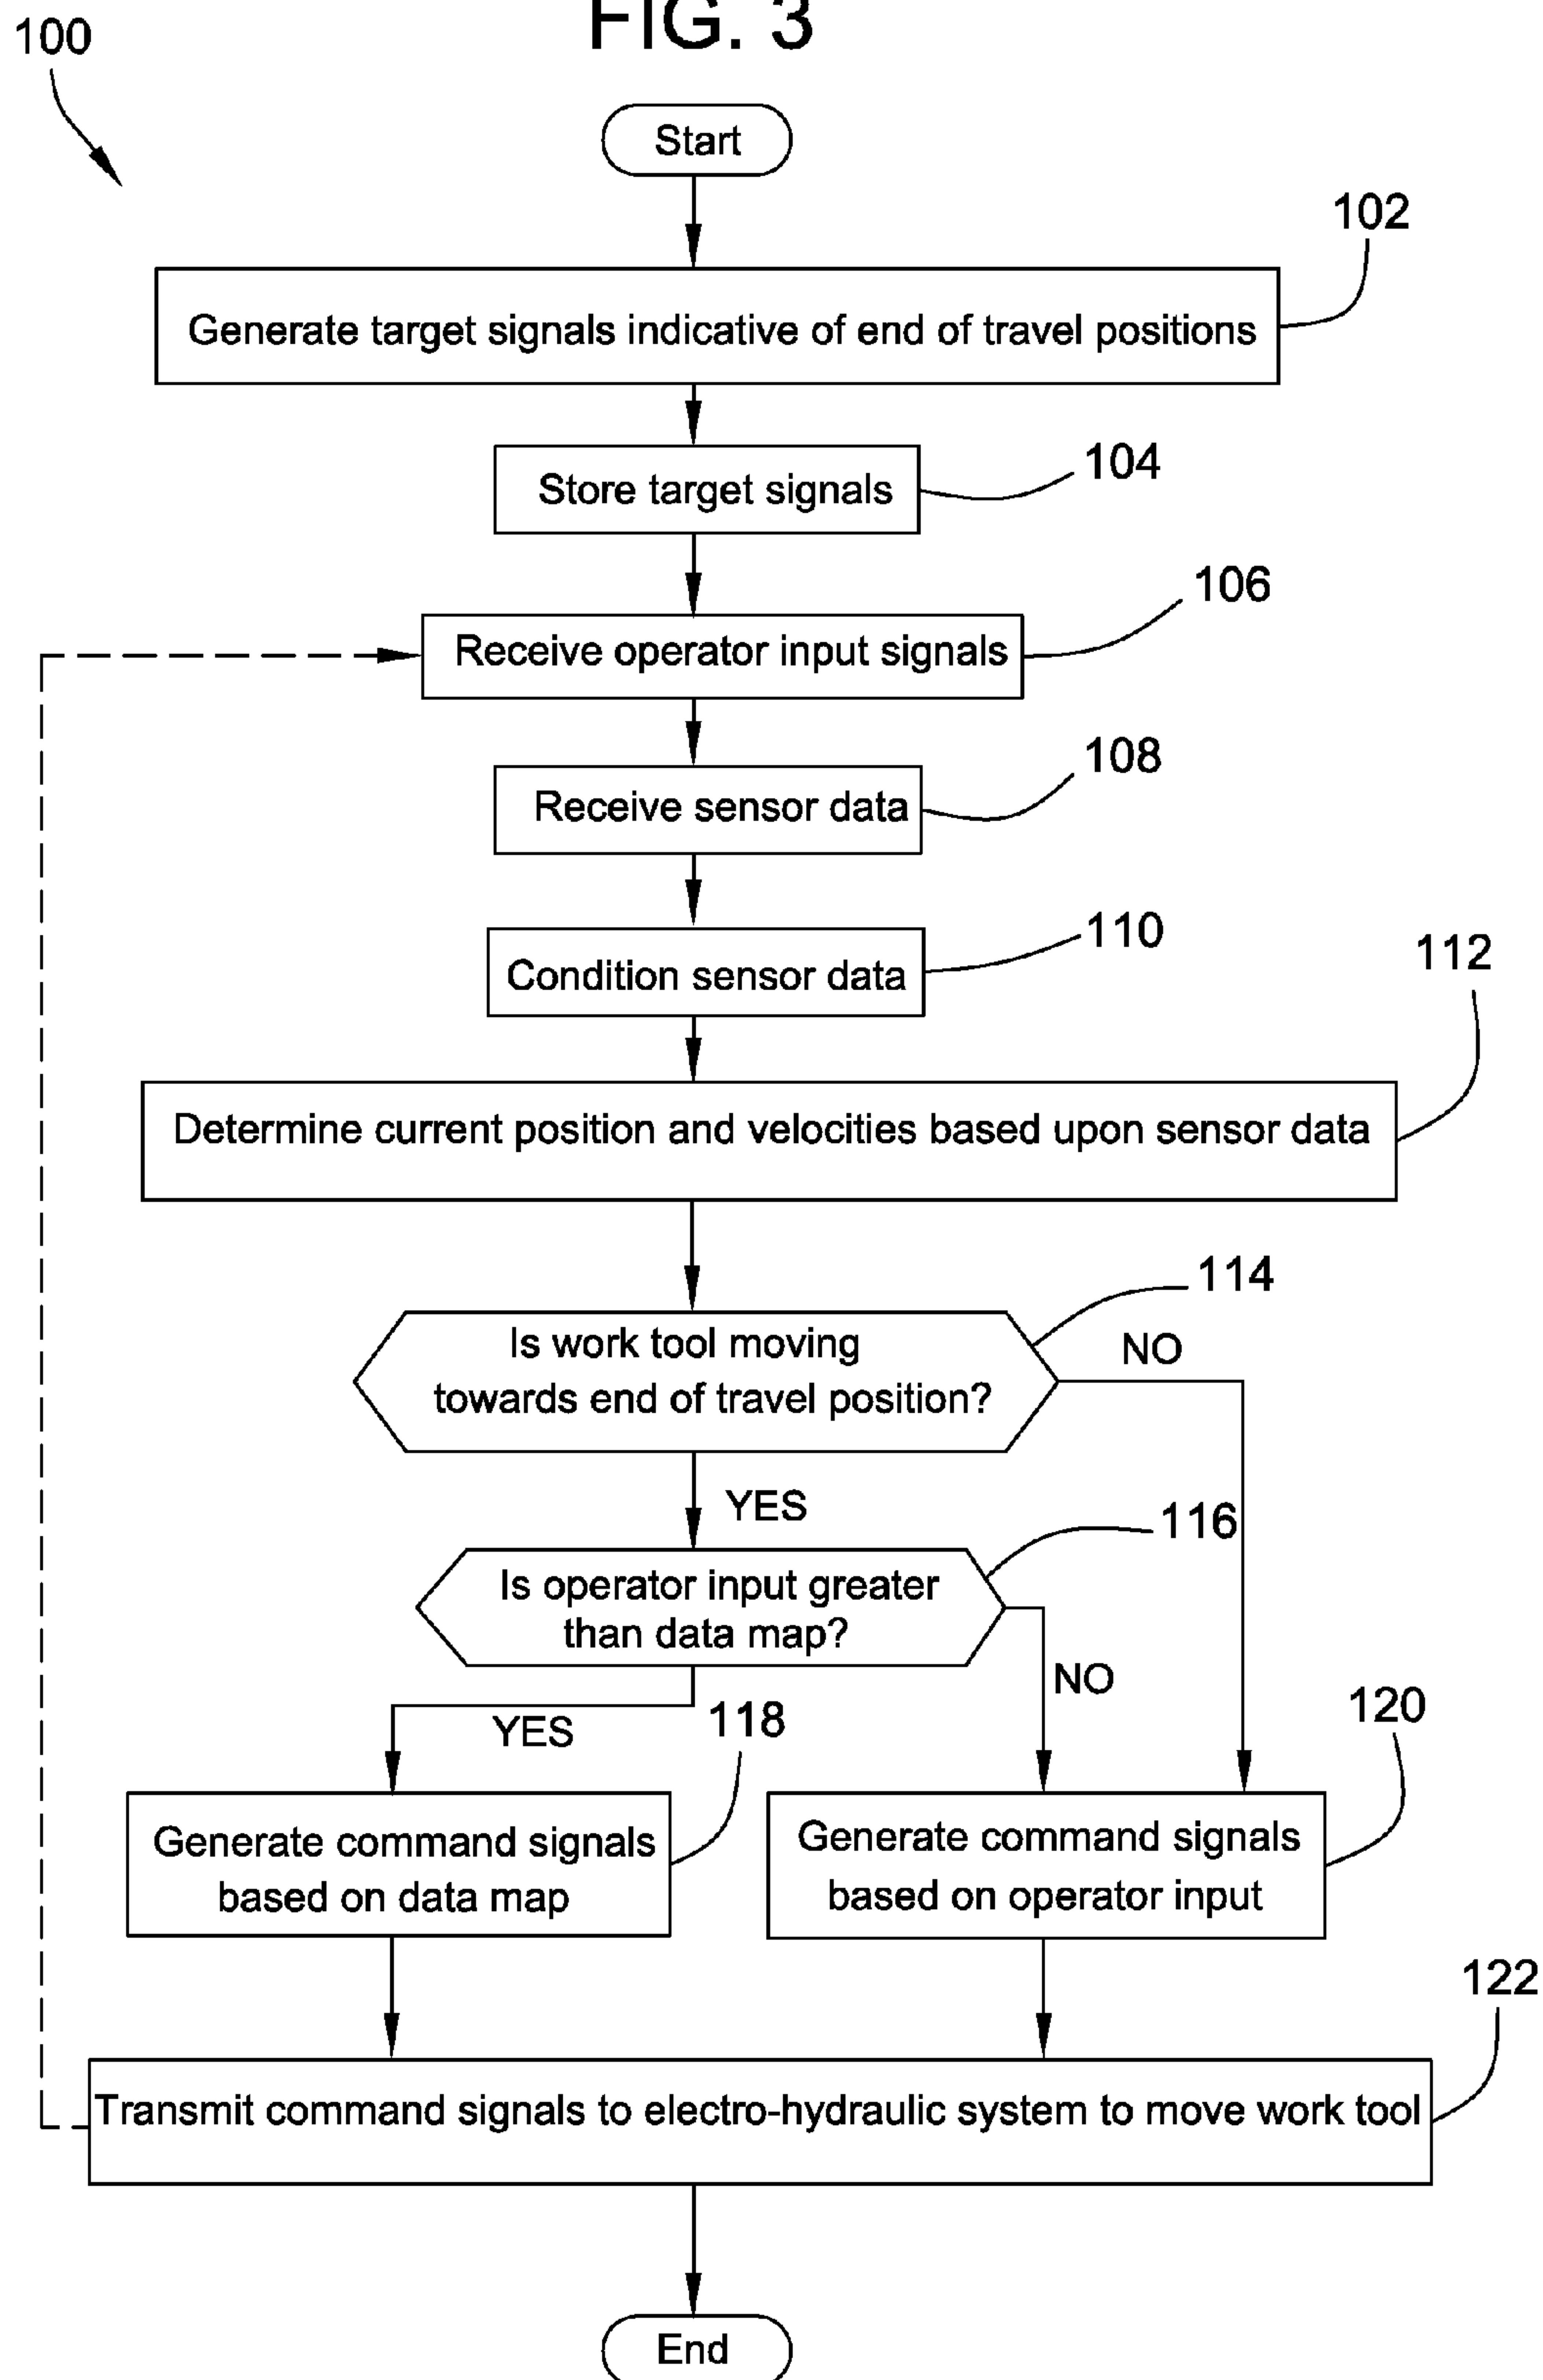 FIG. 3
100
Start
102
Generate target signals indicative of end of travel positions
104
Store target signals
106
Receive operator input signals
108
Receive sensor data
110
Condition sensor data
112
Determine current position and velocities based upon sensor data
114
Is work tool moving
towards end of travel position?
NO
YES
116
Is operator input greater
than data map?
NO
YES
118
120
Generate command signals
based on data map
Generate command signals
based on operator input
122
Transmit command signals to electro-hydraulic system to move work tool
End